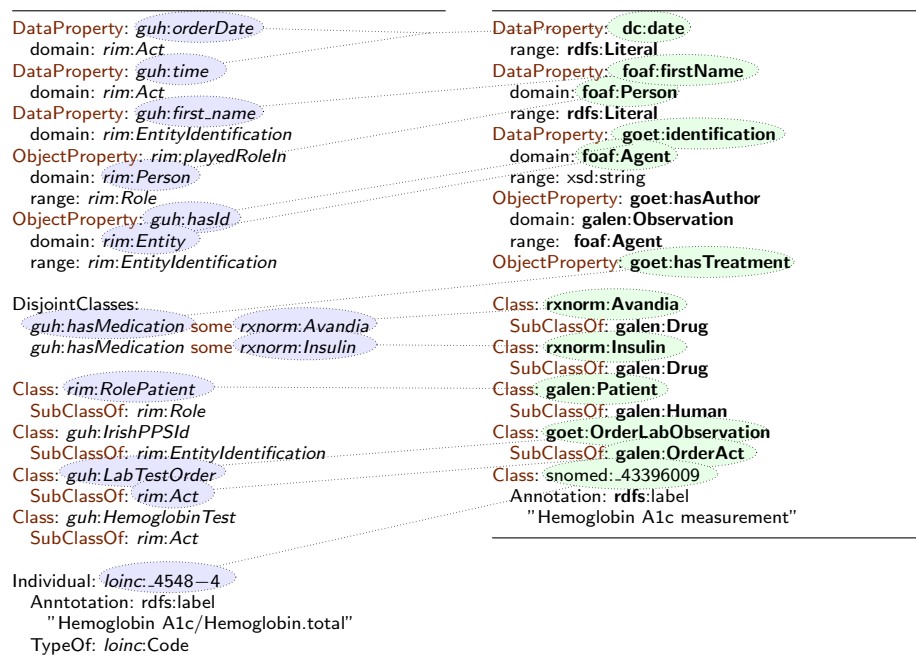 DataProperty: guh:orderDate
domain: rim:Act
DataProperty: guh:time
domain: rim:Act
DataProperty: guh:first_name
domain: rim:EntityIdentification
ObjectProperty: rim:playedRoleIn
domain: rim:Person
range: rim:Role
ObjectProperty: guh:hasId
domain: rim:Entity
range: rim:EntityIdentification
DisjointClasses:
guh:hasMedication some rxnorm:Avandia
guh:hasMedication some rxnorm:Insulin
Class: rim:RolePatient
SubClassOf: rim:Role
Class: guh:IrishPPSId
SubClassOf: rim:EntityIdentification
Class: guh:LabTestOrder
SubClassOf: rim:Act
Class: guh:HemoglobinTest
SubClassOf: rim:Act
Individual: loinc:_4548−4
Anntotation: rdfs:label
"Hemoglobin A1c/Hemoglobin.total"
TypeOf: loinc:Code
DataProperty: dc:date
range: rdfs:Literal
DataProperty: foaf:firstName
domain: foaf:Person
range: rdfs:Literal
DataProperty: goet:identification
domain: foaf:Agent
range: xsd:string
ObjectProperty: goet:hasAuthor
domain: galen:Observation
range: foaf:Agent
ObjectProperty: goet:hasTreatment
Class: rxnorm:Avandia
SubClassOf: galen:Drug
Class: rxnorm:Insulin
SubClassOf: galen:Drug
Class: galen:Patient
SubClassOf: galen:Human
Class: goet:OrderLabObservation
SubClassOf: galen:OrderAct
Class: snomed:_43396009
Annotation: rdfs:label
"Hemoglobin A1c measurement"